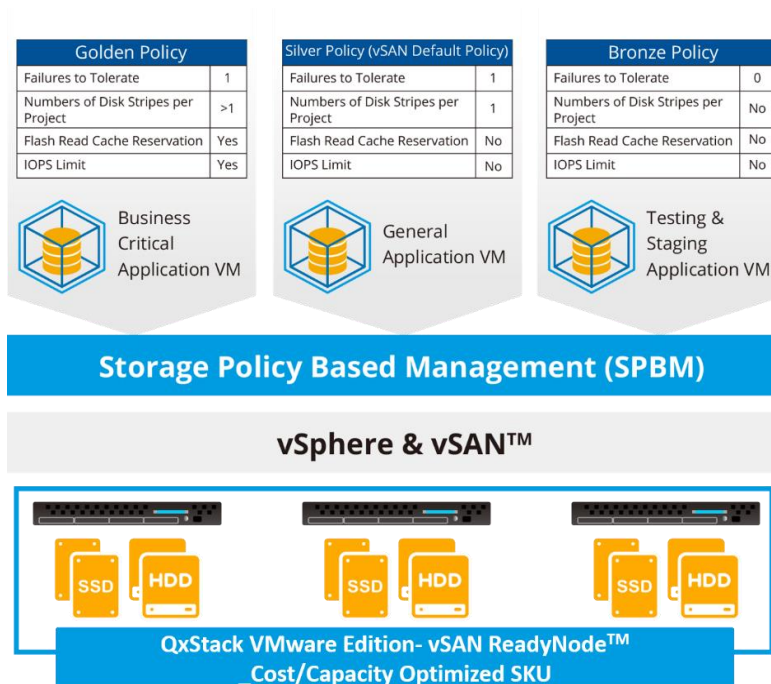 Golden Policy
Failures to Tolerate 1
Numbers of Disk Stripes per
Project >1
Flash Read Cache Reservation Yes
IOPS Limit Yes
Business
Critical
Application VM
Silver Policy (vSAN Default Policy)
Failures to Tolerate 1
Numbers of Disk Stripes per
Project 1
Flash Read Cache Reservation No
IOPS Limit No
General
Application VM
Bronze Policy
Failures to Tolerate 0
Numbers of Disk Stripes per
Project No
Flash Read Cache Reservation No
IOPS Limit No
Testing &
Staging
Application VM
Storage Policy Based Management (SPBM)
vSphere & vSAN™
SSD HDD SSD HDD SSD HDD
QxStack VMware Edition- vSAN ReadyNode™
_Cost/Capacity Optimized SKU